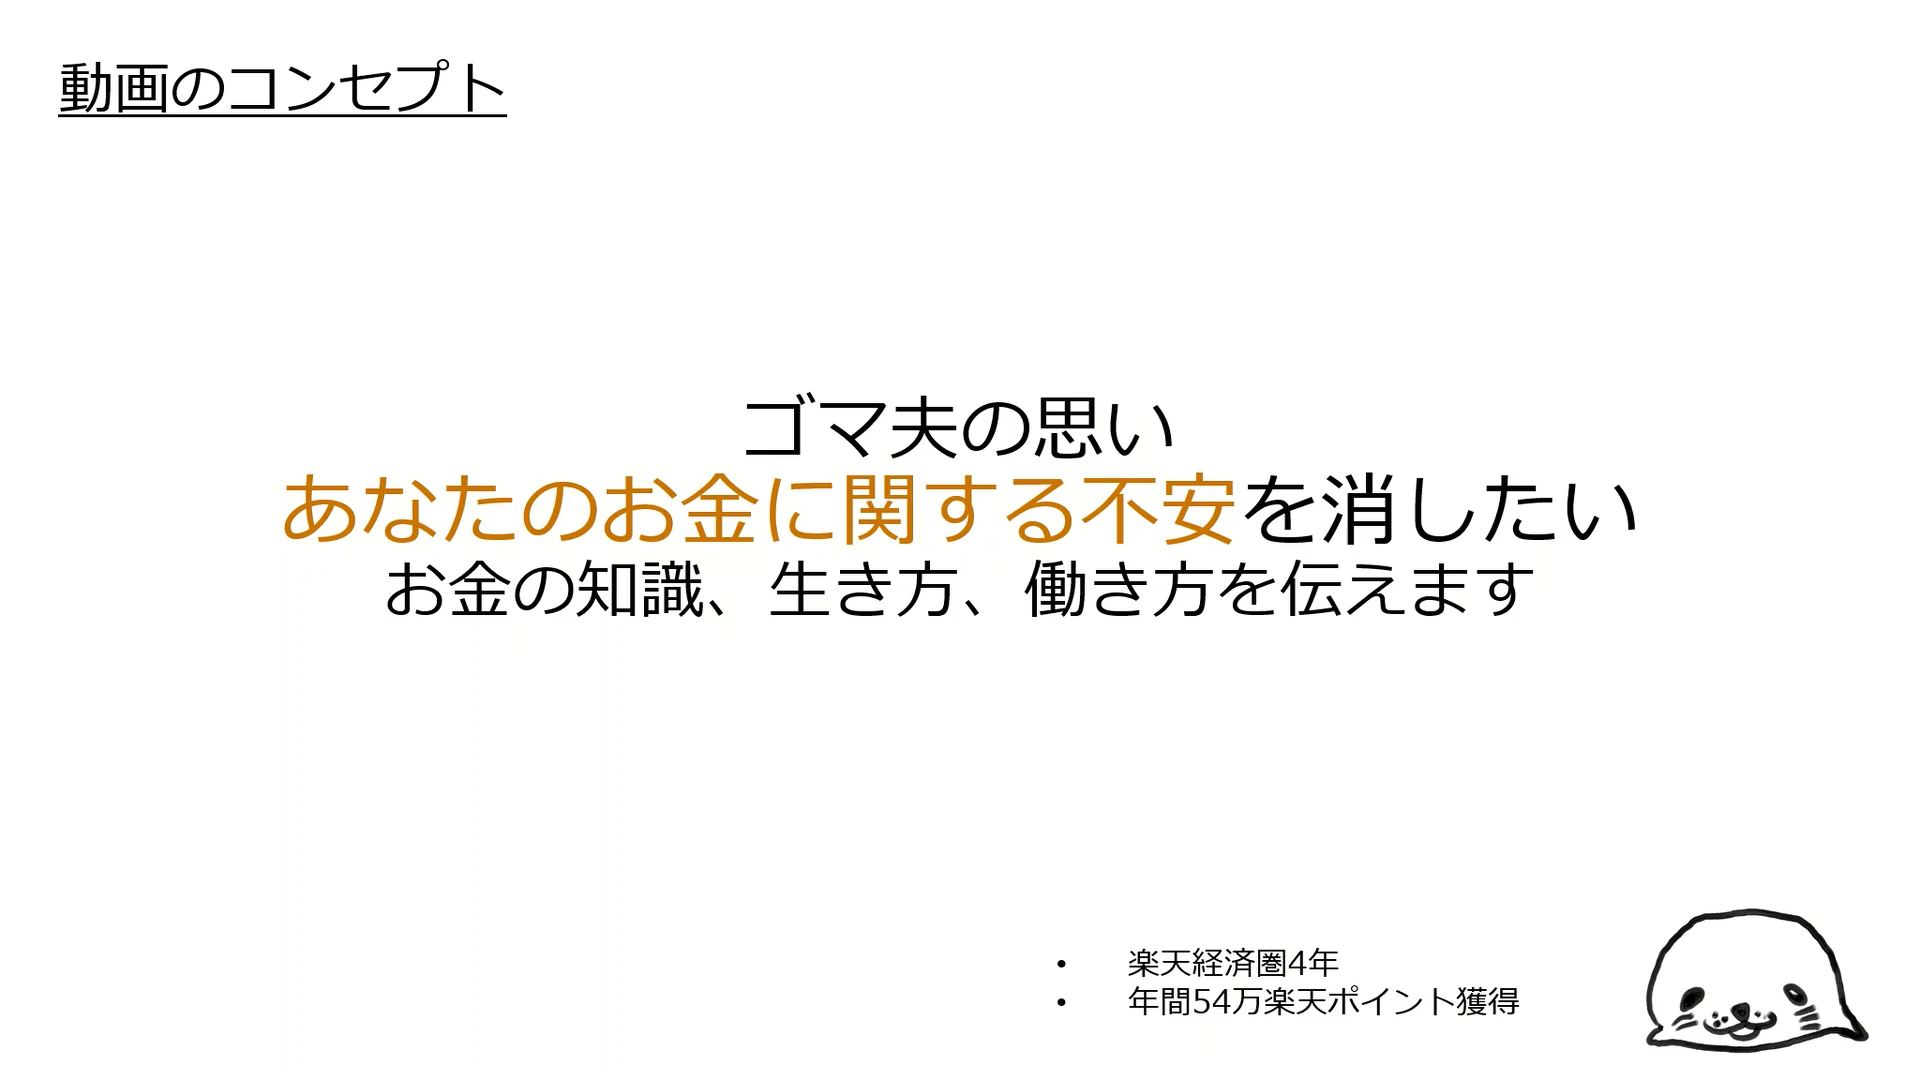 動画のコンセプト
ゴマ夫の思い
あなたのお金に関する不安を消したい
お金の知識、生き方、働き方を伝えます
• 楽天経済圏4年
• 年間54万楽天ポイント獲得